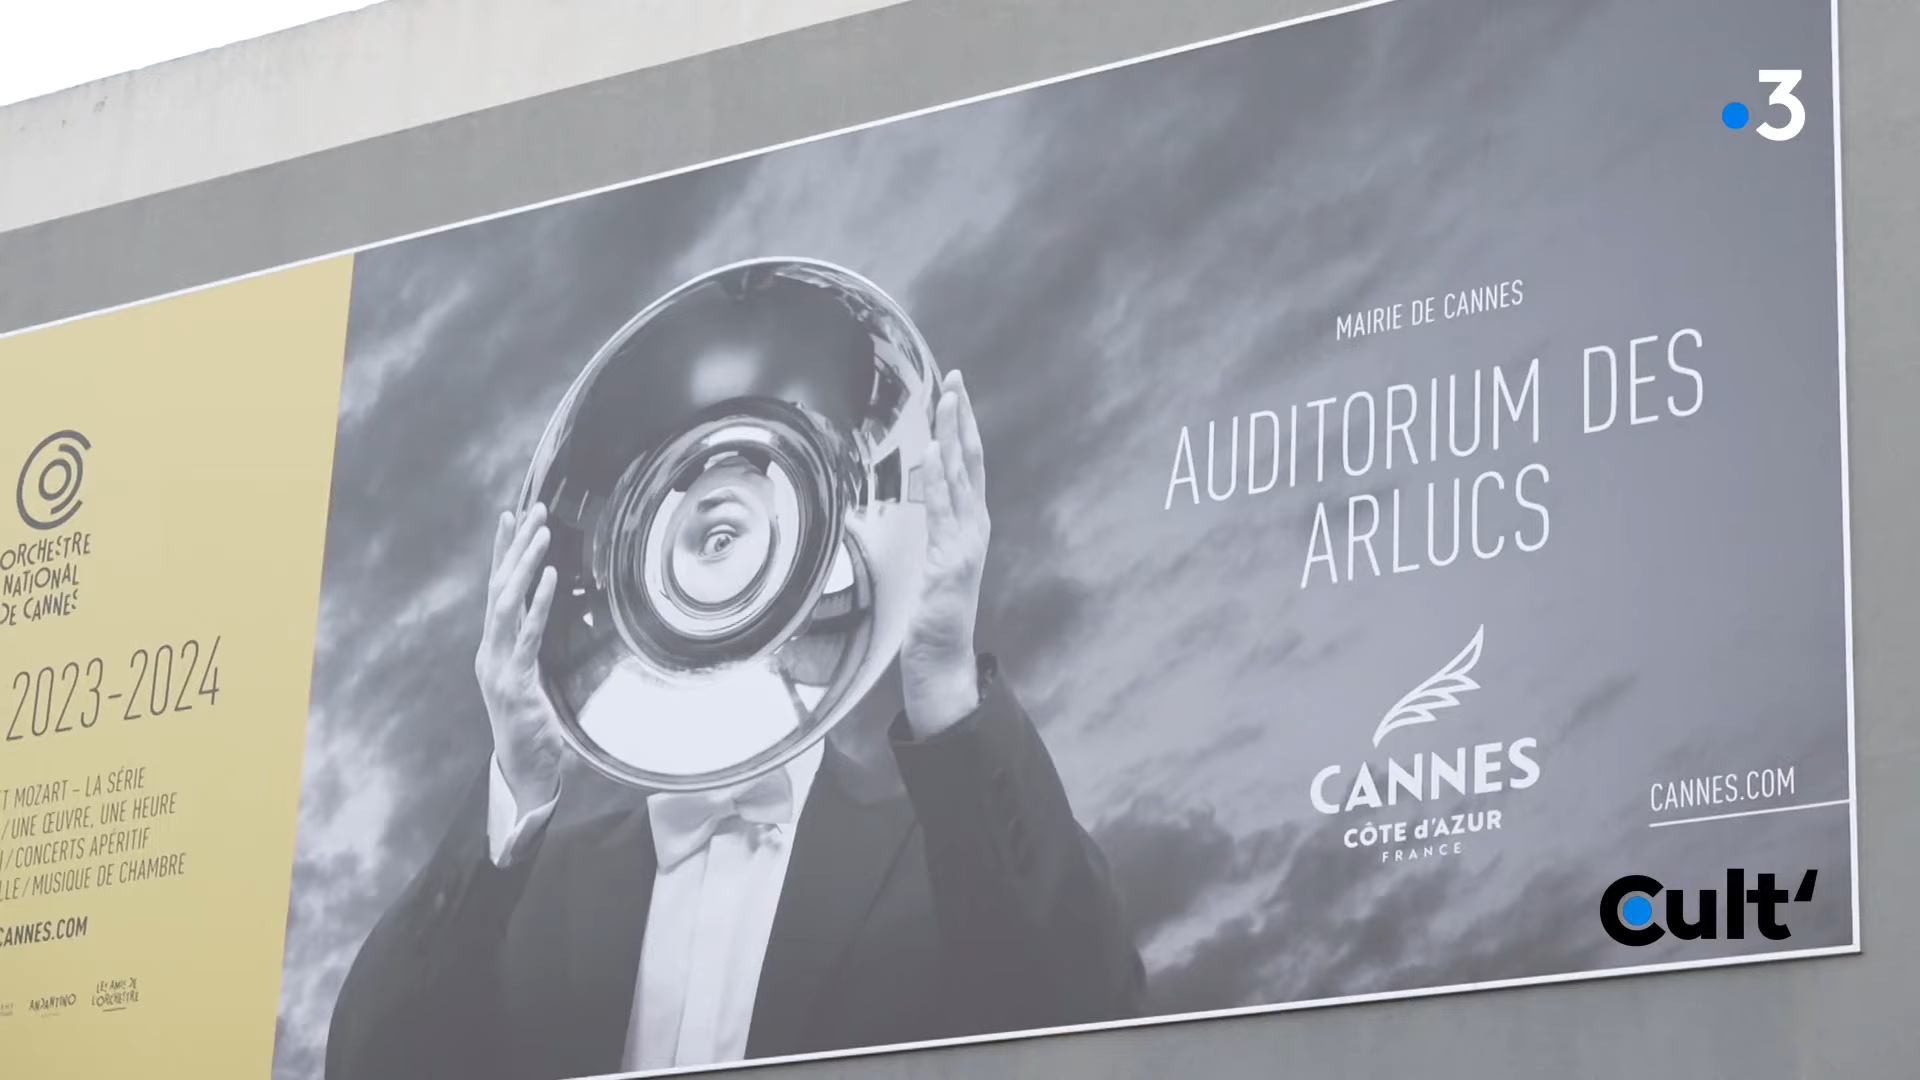 ORCHESTRE
NATIONAL
DE CANNES
2023-2024
MOZART – LA SÉRIE
/ UNE ŒUVRE, UNE HEURE
/ CONCERTS APÉRITIF
/ MUSIQUE DE CHAMBRE
CANNES.COM
ANDANTINO
LES AMIS DE
L'ORCHESTRE
MAIRIE DE CANNES
AUDITORIUM DES
ARLUCS
CANNES
CÔTE d'AZUR
FRANCE
CANNES.COM
3
Cult'